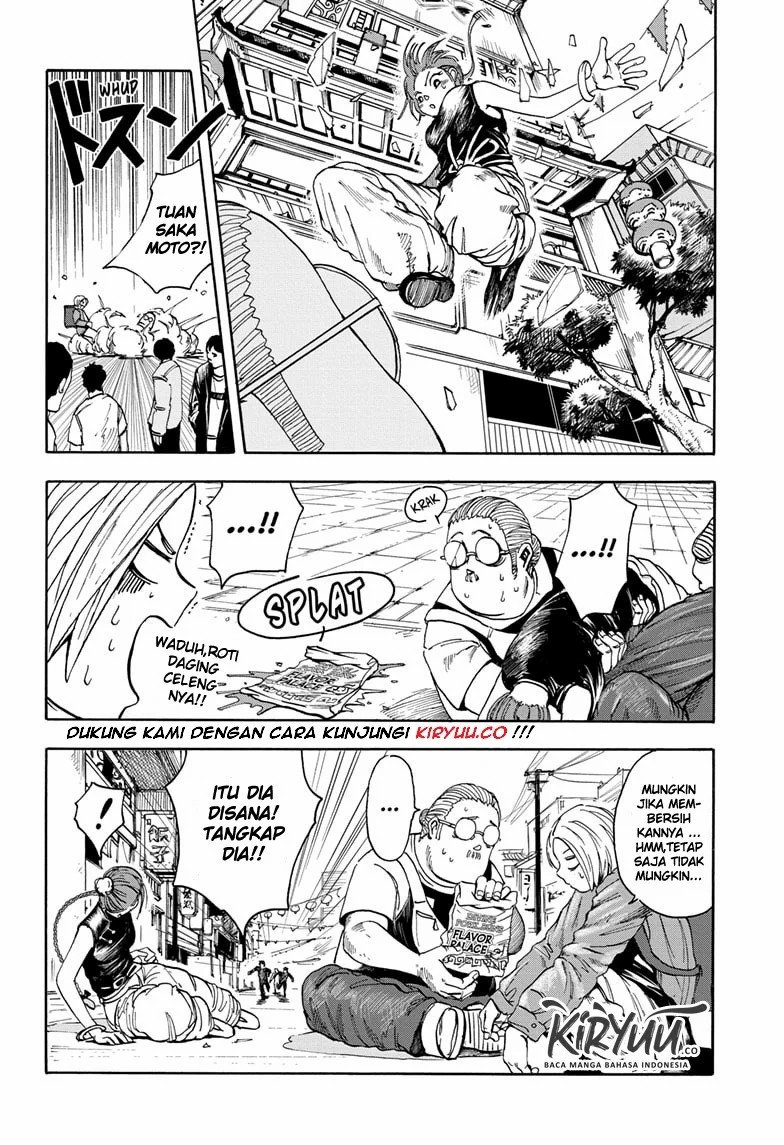 WHUD
ドスン
TUAN
SAKA
MOTO?!
KRAK
...!!
...!!
SPLAT
WADUH,ROTI
DAGING
CELENG
NYA!!
FLAVOR
PALACE
DUKUNG KAMI DENGAN CARA KUNJUNGI KIRYUU.CO !!!
MUNGKIN
JIKA MEM-
BERSIH
KANNYA ...
HMM,TETAP
SAJA TIDAK
MUNGKIN...
...
ITU DIA
DISANA!
TANGKAP
DIA!!
!
FLAVOR
PALACE
KIRYUU.CO
BACA MANGA BAHASA INDONESIA